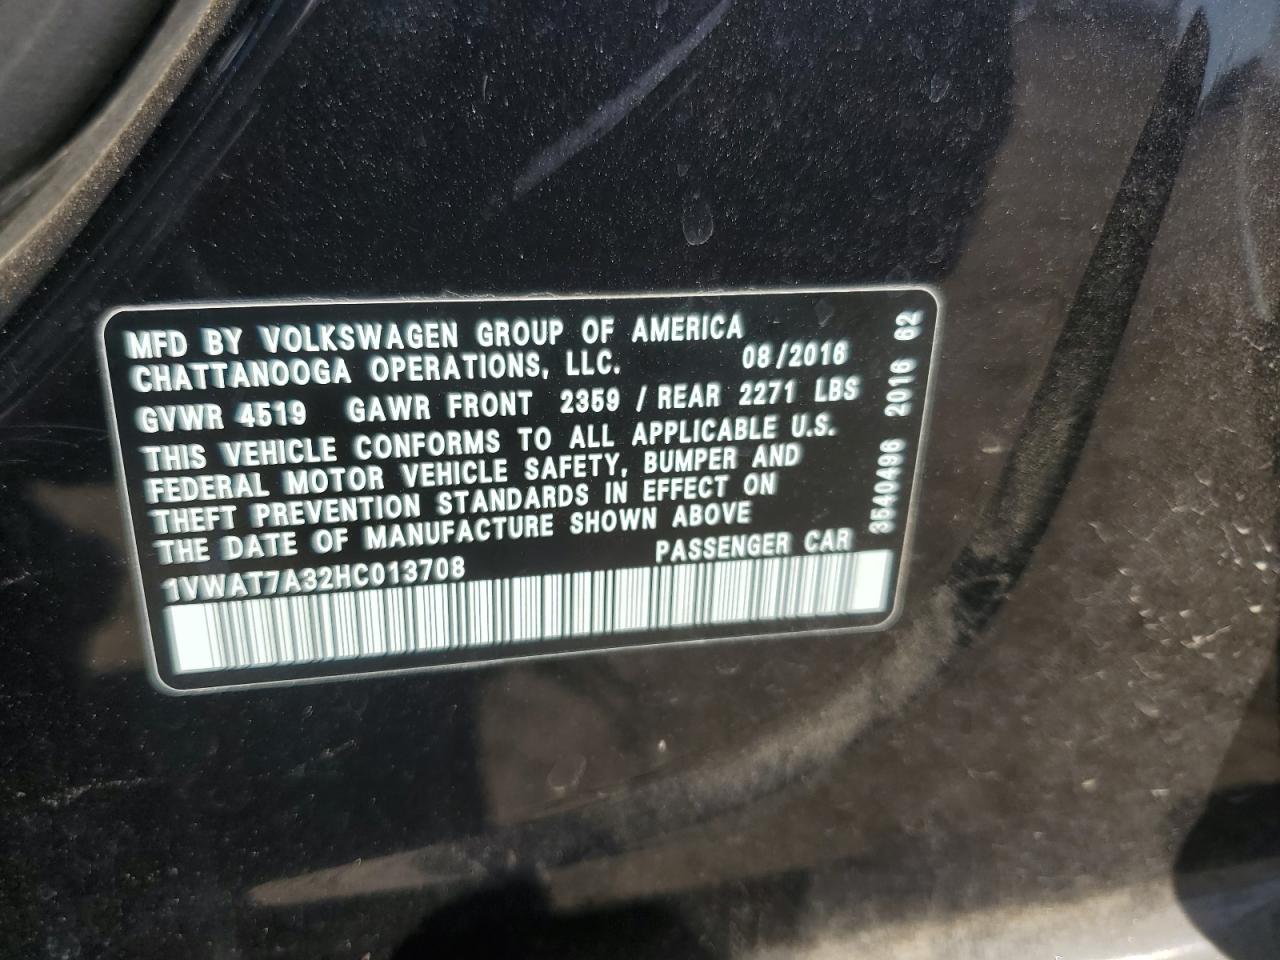 MFD BY VOLKSWAGEN GROUP OF AMERICA
CHATTANOOGA OPERATIONS, LLC. 08/2016
GVWR 4519 GAWR FRONT 2359 / REAR 2271 LBS
THIS VEHICLE CONFORMS TO ALL APPLICABLE U.S.
FEDERAL MOTOR VEHICLE SAFETY, BUMPER AND
THEFT PREVENTION STANDARDS IN EFFECT ON
THE DATE OF MANUFACTURE SHOWN ABOVE
1VWAT7A32HC013708 PASSENGER CAR
3540496 2016 62